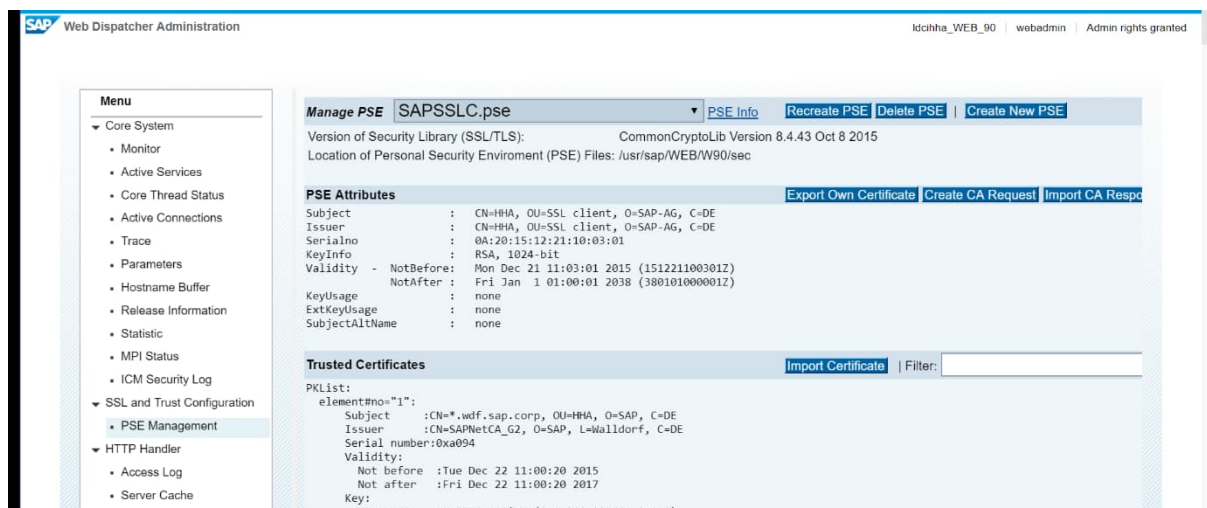 SAP Web Dispatcher Administration
ldcihha_WEB_90 | webadmin | Admin rights granted
Menu
Core System
Monitor
Active Services
Core Thread Status
Active Connections
Trace
Parameters
Hostname Buffer
Release Information
Statistic
MPI Status
ICM Security Log
SSL and Trust Configuration
PSE Management
HTTP Handler
Access Log
Server Cache
Manage PSE SAPSSLC.pse PSE Info Recreate PSE Delete PSE | Create New PSE
Version of Security Library (SSL/TLS): CommonCryptoLib Version 8.4.43 Oct 8 2015
Location of Personal Security Enviroment (PSE) Files: /usr/sap/WEB/W90/sec
PSE Attributes Export Own Certificate Create CA Request Import CA Respo
Subject : CN=HHA, OU=SSL client, O=SAP-AG, C=DE
Issuer : CN=HHA, OU=SSL client, O=SAP-AG, C=DE
Serialno : 0A:20:15:12:21:10:03:01
KeyInfo : RSA, 1024-bit
Validity - NotBefore: Mon Dec 21 11:03:01 2015 (151221100301Z)
NotAfter : Fri Jan 1 01:00:01 2038 (380101000001Z)
KeyUsage : none
ExtKeyUsage : none
SubjectAltName : none
Trusted Certificates Import Certificate | Filter:
PKList:
element#no="1":
Subject :CN=*.wdf.sap.corp, OU=HHA, O=SAP, C=DE
Issuer :CN=SAPNetCA_G2, O=SAP, L=Walldorf, C=DE
Serial number:0xa094
Validity:
Not before :Tue Dec 22 11:00:20 2015
Not after :Fri Dec 22 11:00:20 2017
Key: